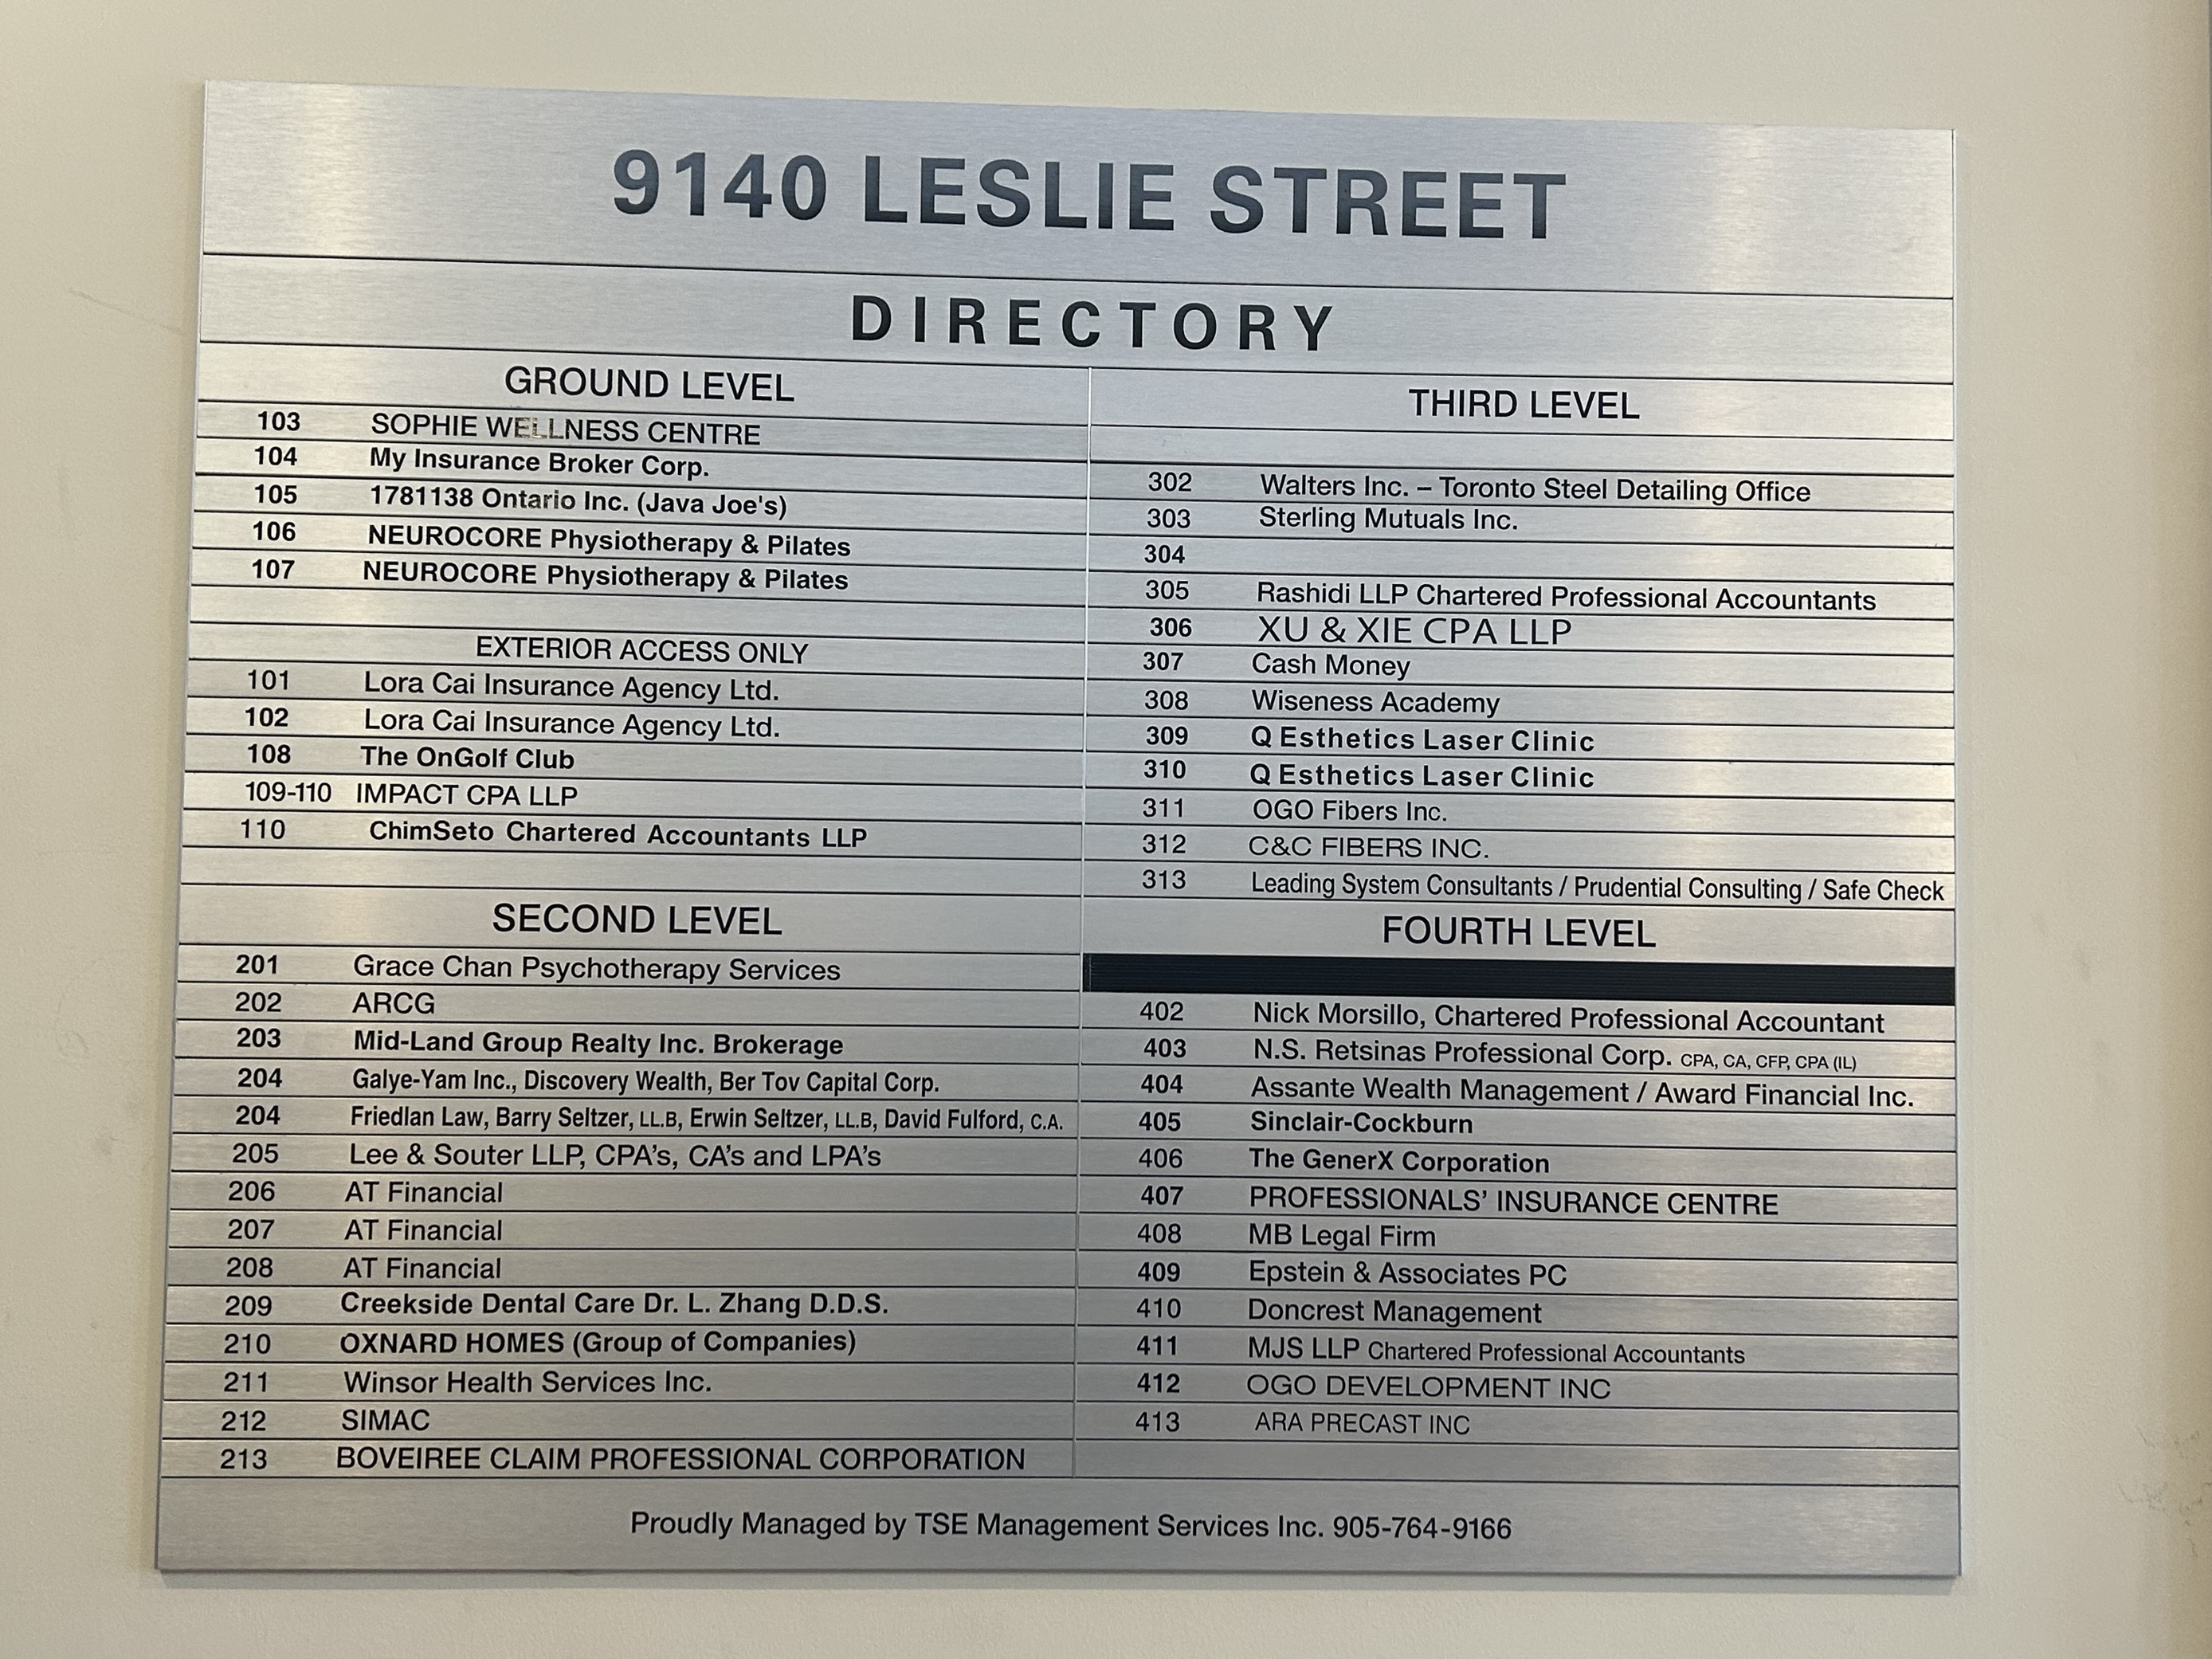 9140 LESLIE STREET
DIRECTORY
GROUND LEVEL
103 SOPHIE WELLNESS CENTRE
104 My Insurance Broker Corp.
105 1781138 Ontario Inc. (Java Joe's)
106 NEUROCORE Physiotherapy & Pilates
107 NEUROCORE Physiotherapy & Pilates
EXTERIOR ACCESS ONLY
101 Lora Cai Insurance Agency Ltd.
102 Lora Cai Insurance Agency Ltd.
108 The OnGolf Club
109-110 IMPACT CPA LLP
110 ChimSeto Chartered Accountants LLP
SECOND LEVEL
201 Grace Chan Psychotherapy Services
202 ARCG
203 Mid-Land Group Realty Inc. Brokerage
204 Galye-Yam Inc., Discovery Wealth, Ber Tov Capital Corp.
204 Friedlan Law, Barry Seltzer, LL.B, Erwin Seltzer, LL.B, David Fulford, C.A.
205 Lee & Souter LLP, CPA’s, CA’s and LPA’s
206 AT Financial
207 AT Financial
208 AT Financial
209 Creekside Dental Care Dr. L. Zhang D.D.S.
210 OXNARD HOMES (Group of Companies)
211 Winsor Health Services Inc.
212 SIMAC
213 BOVEIREE CLAIM PROFESSIONAL CORPORATION
THIRD LEVEL
302 Walters Inc. – Toronto Steel Detailing Office
303 Sterling Mutuals Inc.
304
305 Rashidi LLP Chartered Professional Accountants
306 XU & XIE CPA LLP
307 Cash Money
308 Wiseness Academy
309 Q Esthetics Laser Clinic
310 Q Esthetics Laser Clinic
311 OGO Fibers Inc.
312 C&C FIBERS INC.
313 Leading System Consultants / Prudential Consulting / Safe Check
FOURTH LEVEL
402 Nick Morsillo, Chartered Professional Accountant
403 N.S. Retsinas Professional Corp. CPA, CA, CFP, CPA (IL)
404 Assante Wealth Management / Award Financial Inc.
405 Sinclair-Cockburn
406 The GenerX Corporation
407 PROFESSIONALS’ INSURANCE CENTRE
408 MB Legal Firm
409 Epstein & Associates PC
410 Doncrest Management
411 MJS LLP Chartered Professional Accountants
412 OGO DEVELOPMENT INC
413 ARA PRECAST INC
Proudly Managed by TSE Management Services Inc. 905-764-9166